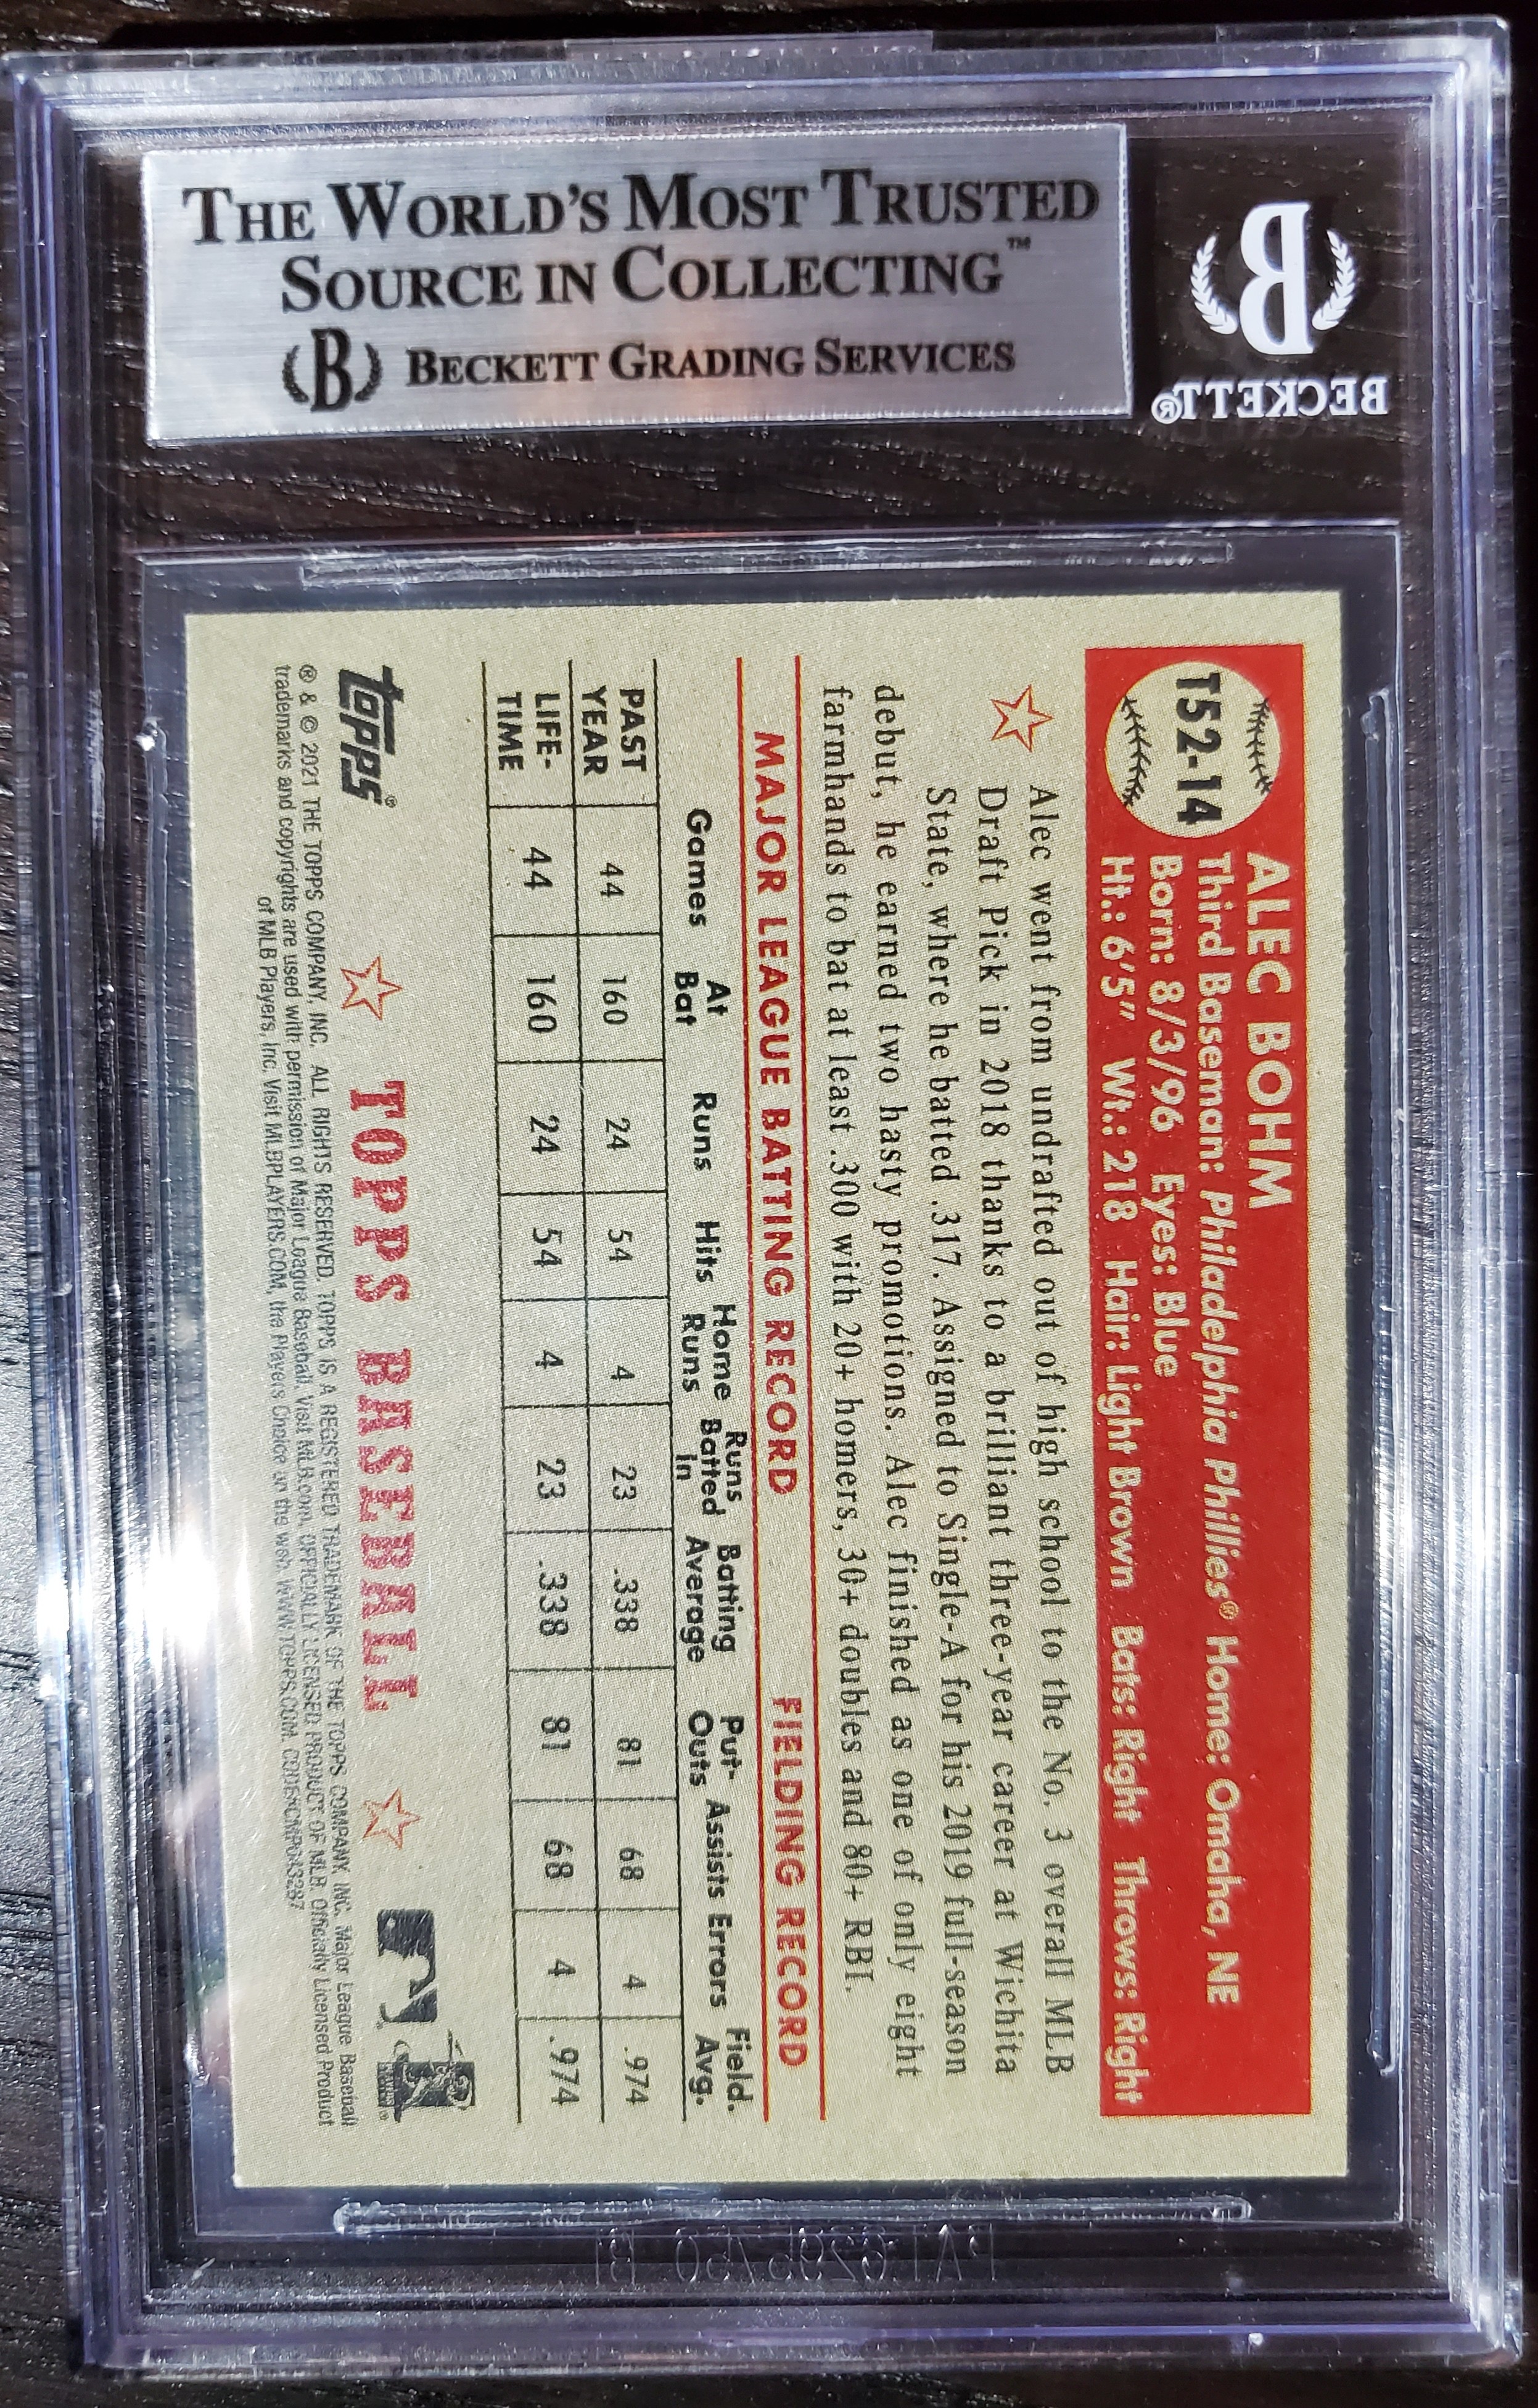 THE WORLD'S MOST TRUSTED
SOURCE IN COLLECTING™
B BECKETT GRADING SERVICES
B
BECKETT®
T52-14
ALEC BOHM
Third Baseman: Philadelphia Phillies® Home: Omaha, NE
Born: 8/3/96 Eyes: Blue
Ht.: 6'5" Wt.: 218 Hair: Light Brown Bats: Right Throws: Right
Alec went from undrafted out of high school to the No. 3 overall MLB
Draft Pick in 2018 thanks to a brilliant three-year career at Wichita
State, where he batted .317. Assigned to Single-A for his 2019 full-season
debut, he earned two hasty promotions. Alec finished as one of only eight
farmhands to bat at least .300 with 20+ homers, 30+ doubles and 80+ RBI.
MAJOR LEAGUE BATTING RECORD FIELDING RECORD
Games At Bat Runs Hits Home Runs Runs Batted In Batting Average Put-Outs Assists Errors Field. Avg.
PAST YEAR 44 160 24 54 4 23 .338 81 68 4 .974
LIFE-TIME 44 160 24 54 4 23 .338 81 68 4 .974
topps® TOPPS BASEBALL
® & © 2021 THE TOPPS COMPANY, INC. ALL RIGHTS RESERVED. TOPPS IS A REGISTERED TRADEMARK OF THE TOPPS COMPANY, INC. Major League Baseball
trademarks and copyrights are used with permission of Major League Baseball. Visit MLB.com. OFFICIALLY LICENSED PRODUCT OF MLB Officially Licensed Product
of MLB Players, Inc. Visit MLBPLAYERS.COM, the Players Choice on the web. WWW.TOPPS.COM. CODE#CMP043287